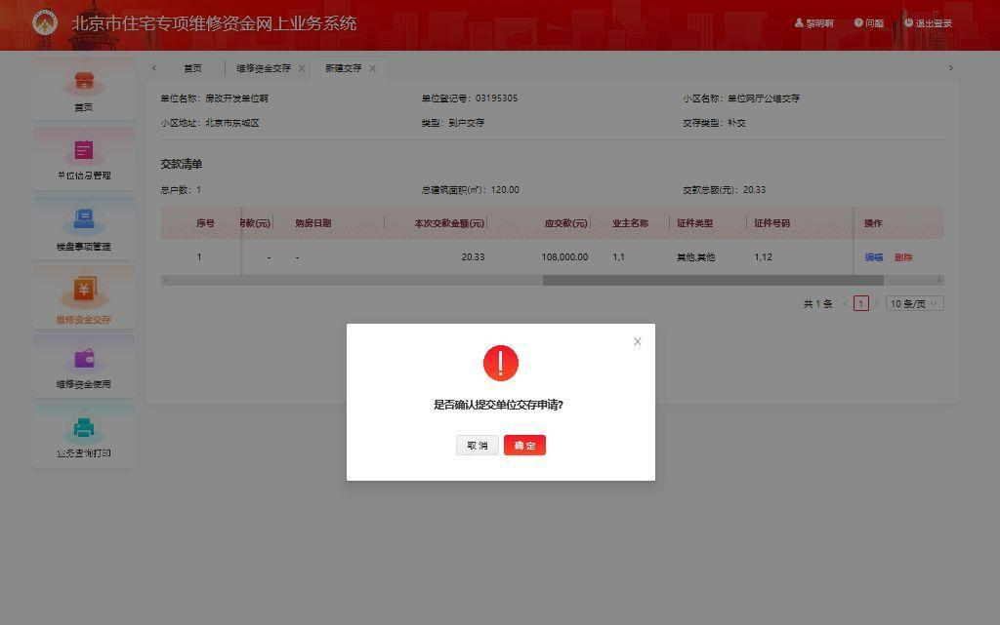 北京市住宅专项维修资金网上业务系统
黎明啊 问题 退出登录
首页 维修资金交存 新建交存
首页
单位信息管理
楼盘事项管理
维修资金交存
维修资金使用
业务查询打印
单位名称：房改开发单位啊 单位登记号：03195305 小区名称：单位网厅公维交存
小区地址：北京市东城区 类型：到户交存 交存类型：补交
交款清单
总户数：1 总建筑面积(㎡)：120.00 交款总额(元)：20.33
序号 房款(元) 购房日期 本次交款金额(元) 应交款(元) 业主名称 证件类型 证件号码 操作
1 - - 20.33 108,000.00 1,1 其他,其他 1,12 编辑 删除
共 1 条 1 10 条/页
是否确认提交单位交存申请?
取 消 确 定